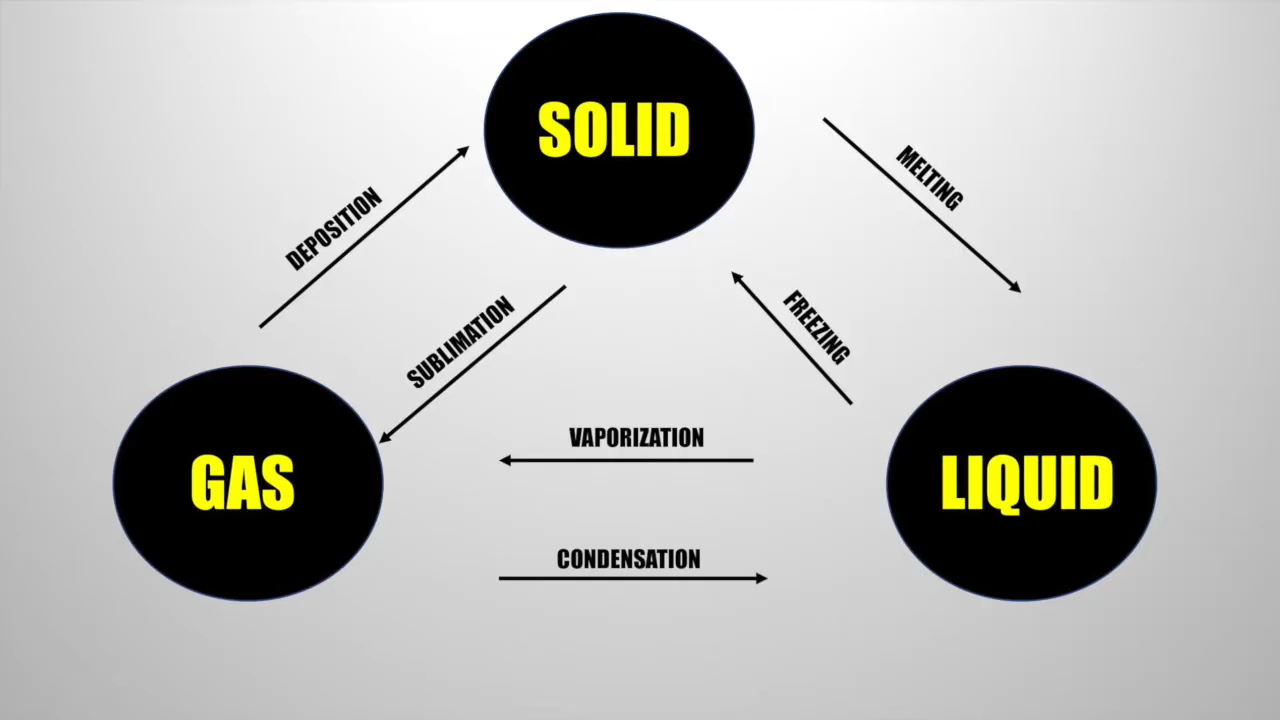 SOLID
MELTING
DEPOSITION
SUBLIMATION
FREEZING
VAPORIZATION
GAS
LIQUID
CONDENSATION